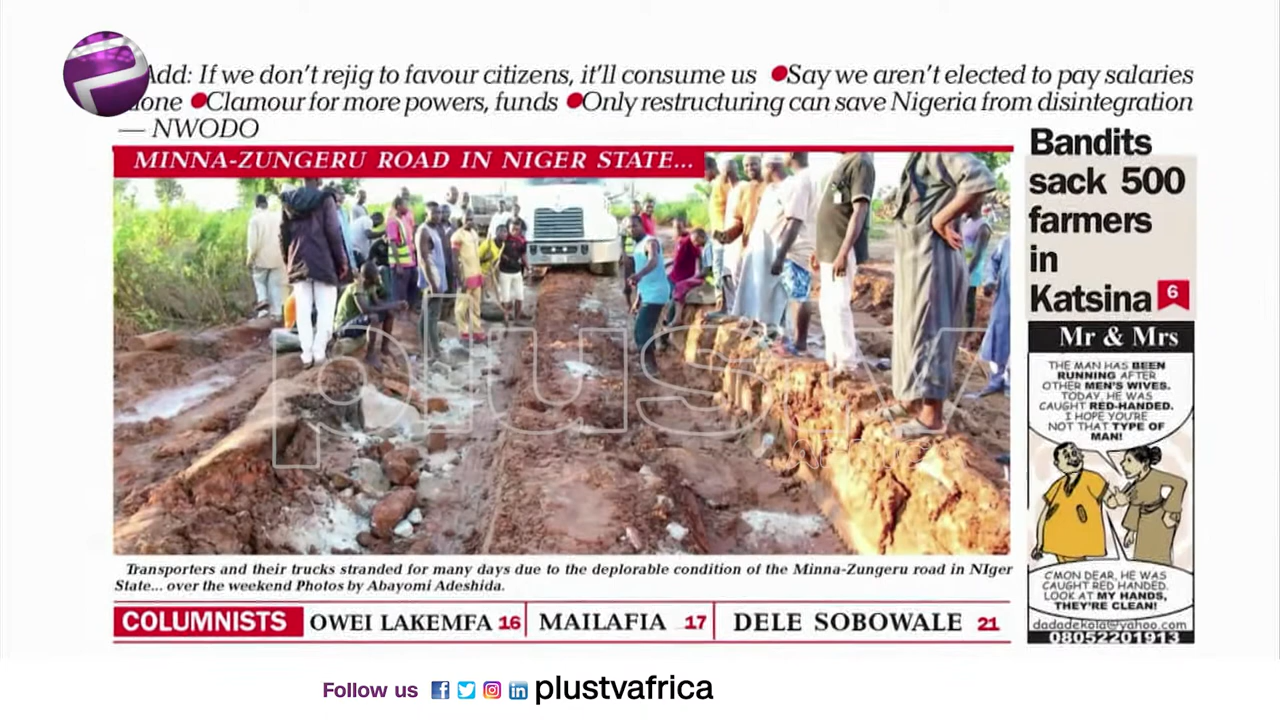 Add: If we don't rejig to favour citizens, it'll consume us ●Say we aren't elected to pay salaries
●Clamour for more powers, funds ●Only restructuring can save Nigeria from disintegration
— NWODO
MINNA-ZUNGERU ROAD IN NIGER STATE...
Bandits
sack 500
farmers
in
Katsina 6
Mr & Mrs
THE MAN HAS BEEN
RUNNING AFTER
OTHER MEN'S WIVES.
TODAY, HE WAS
CAUGHT RED-HANDED.
I HOPE YOU'RE
NOT THAT TYPE OF
MAN!
C'MON DEAR, HE WAS
CAUGHT RED HANDED.
LOOK AT MY HANDS,
THEY'RE CLEAN!
dadadekola@yahoo.com
08052201913
plustv
africa
Transporters and their trucks stranded for many days due to the deplorable condition of the Minna-Zungeru road in NIger
State... over the weekend Photos by Abayomi Adeshida.
COLUMNISTS OWEI LAKEMFA 16 MAILAFIA 17 DELE SOBOWALE 21
Follow us plustvafrica